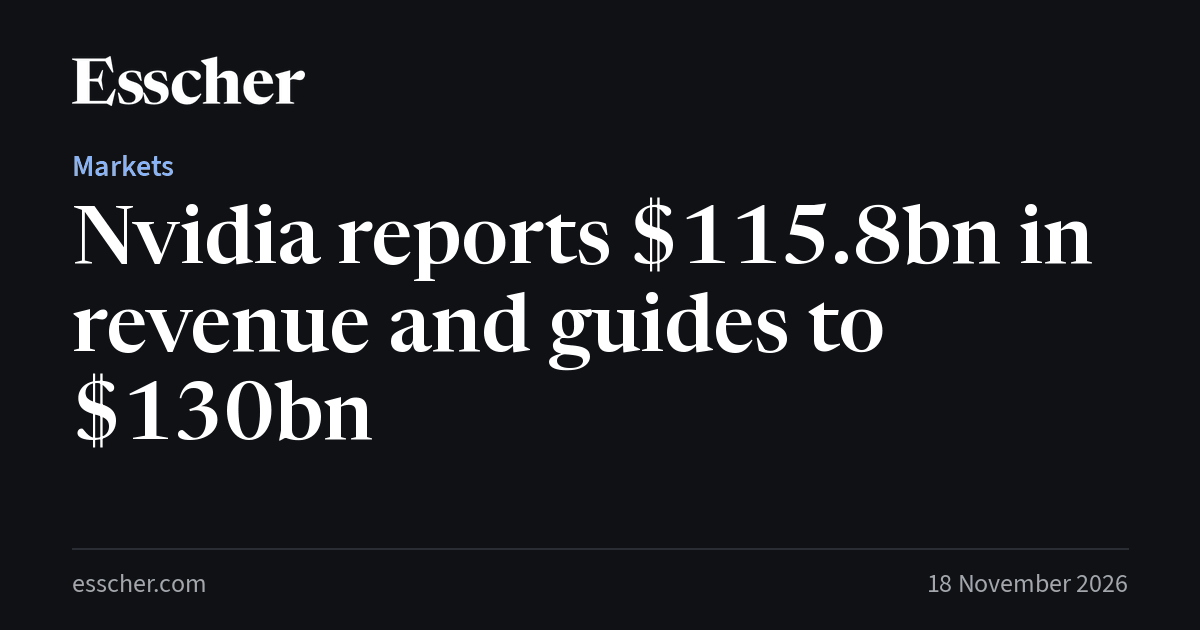 Esscher
Markets
Nvidia reports $115.8bn in
revenue and guides to
$130bn
esscher.com
18 November 2026